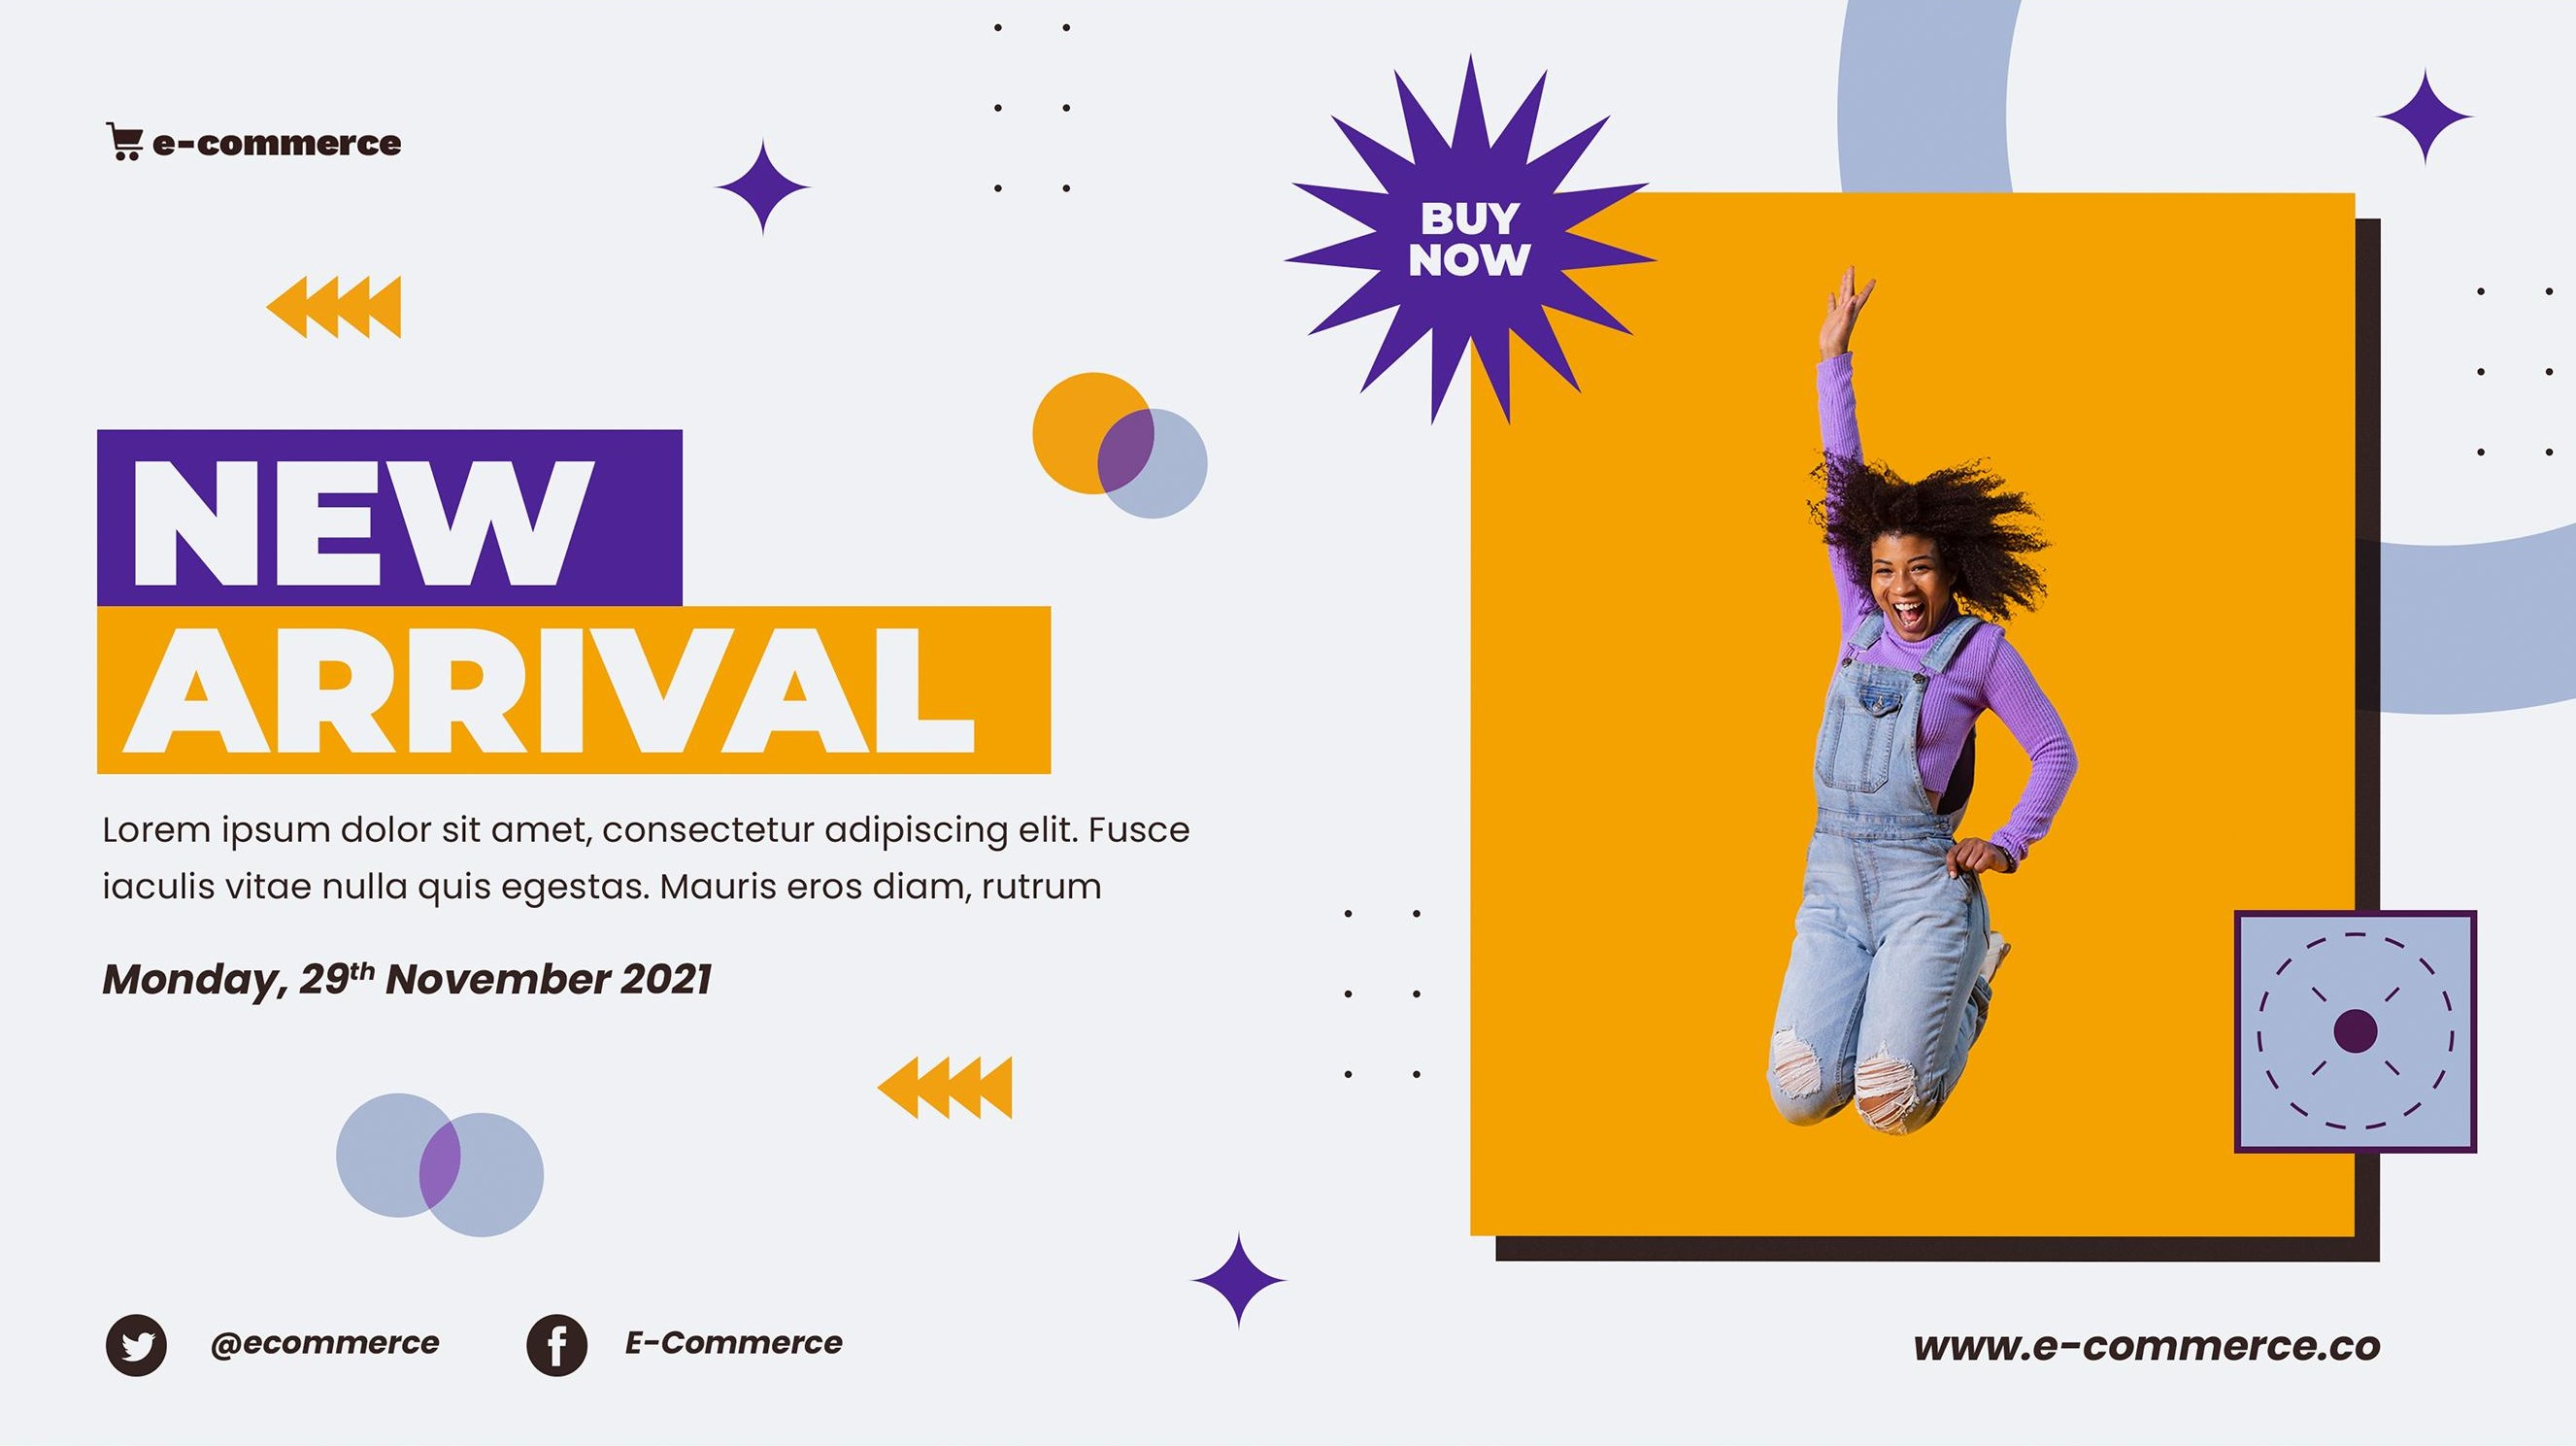 e-commerce
BUY
NOW
NEW
ARRIVAL
Lorem ipsum dolor sit amet, consectetur adipiscing elit. Fusce
iaculis vitae nulla quis egestas. Mauris eros diam, rutrum
Monday, 29th November 2021
@ecommerce
E-Commerce
www.e-commerce.co